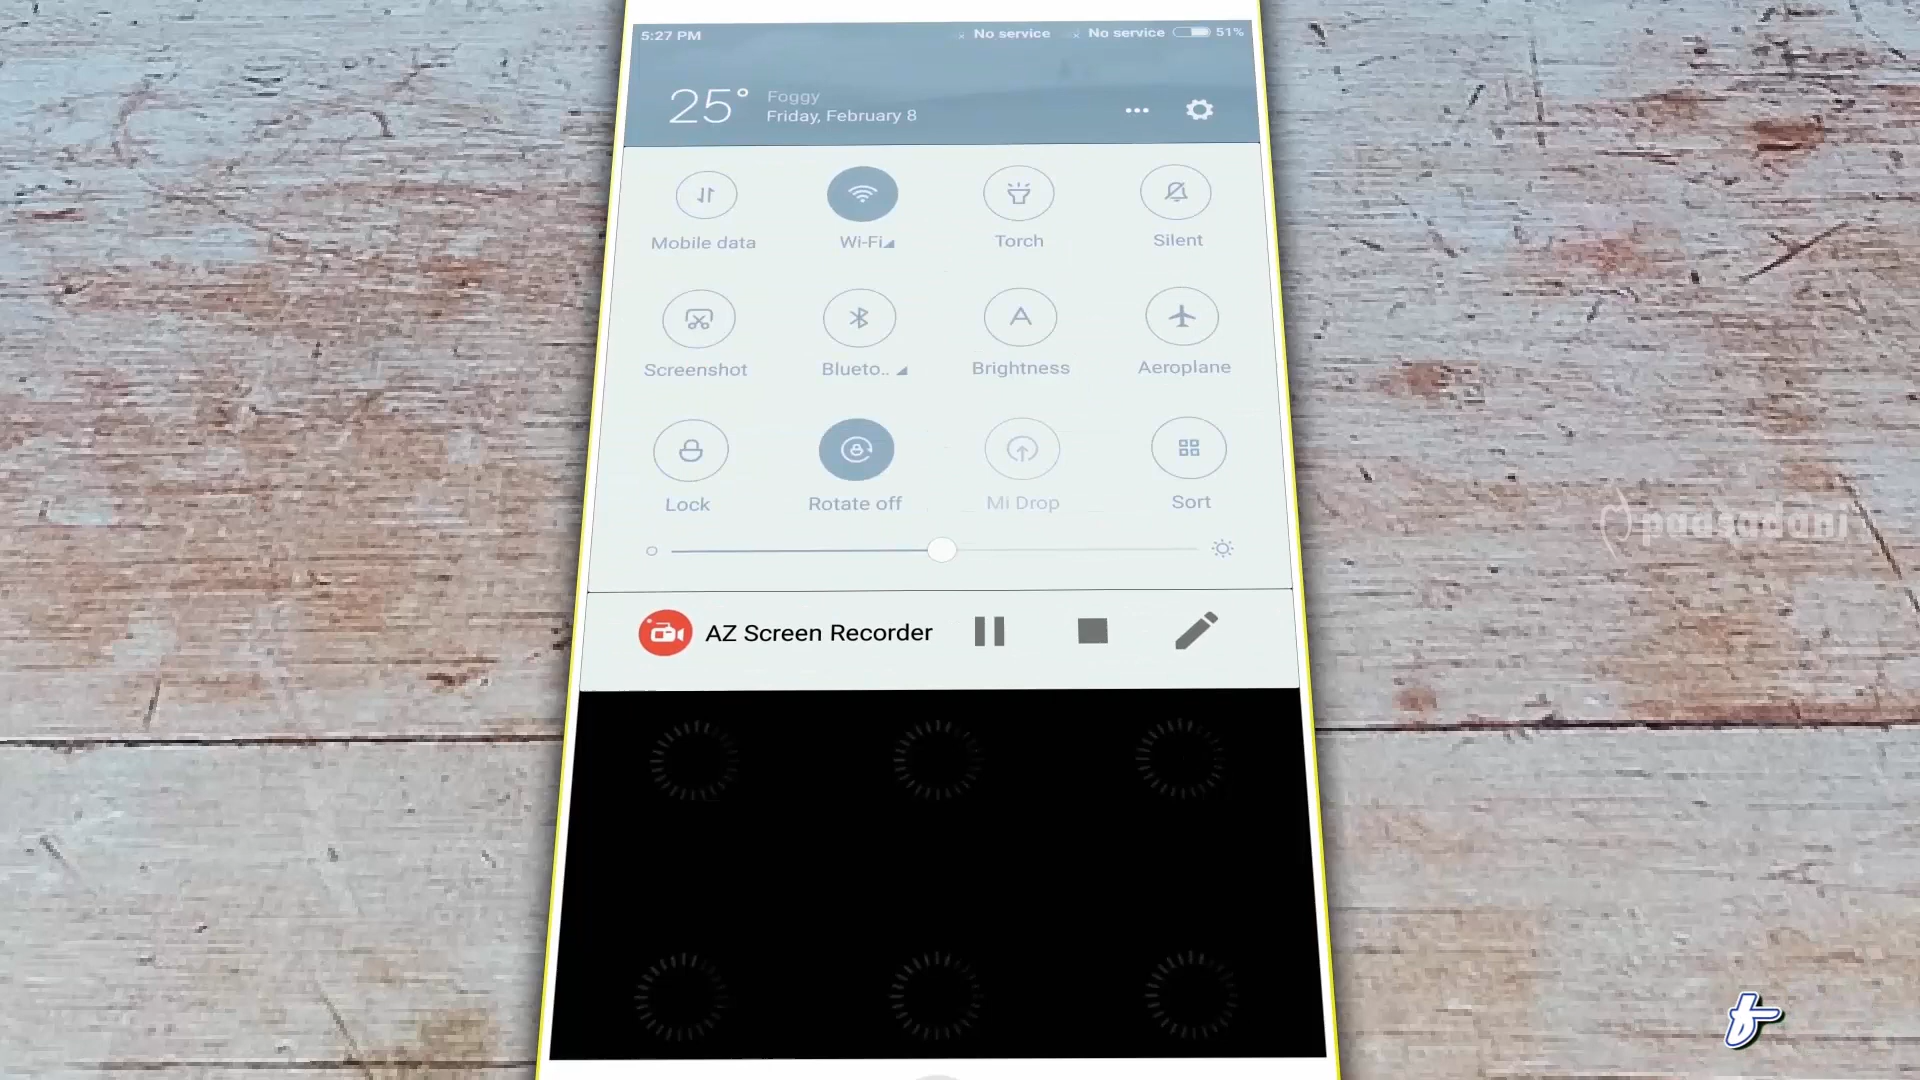 5:27 PM No service No service 51%
25° Foggy
Friday, February 8
Mobile data Wi-Fi Torch Silent
Screenshot Blueto.. Brightness Aeroplane
Lock Rotate off Mi Drop Sort
AZ Screen Recorder
paasadani